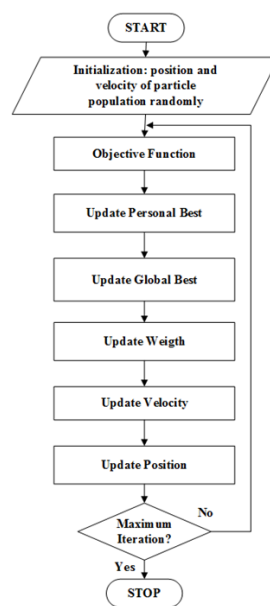 START
Initialization: position and
velocity of particle
population randomly
Objective Function
Update Personal Best
Update Global Best
Update Weigth
Update Velocity
Update Position
Maximum
Iteration?
No
Yes
STOP